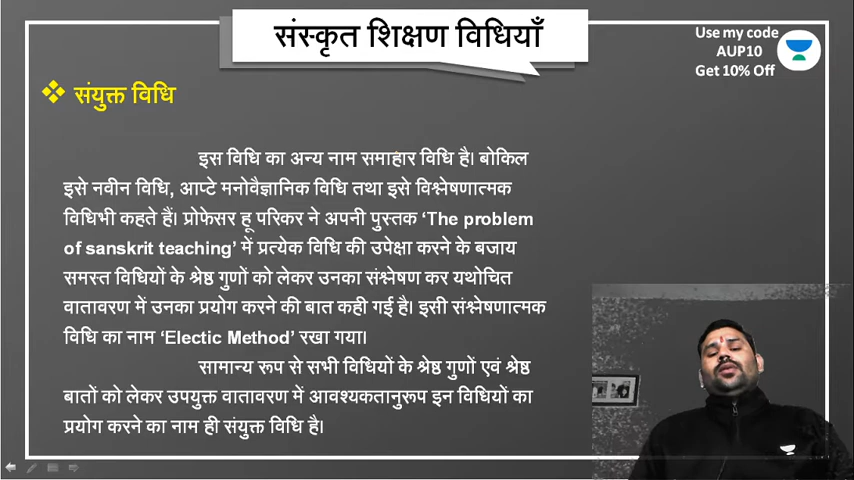 संस्कृत शिक्षण विधियाँ
Use my code
AUP10
Get 10% Off
संयुक्त विधि
इस विधि का अन्य नाम समाहार विधि है। बोकिल
इसे नवीन विधि, आप्टे मनोवैज्ञानिक विधि तथा इसे विश्लेषणात्मक
विधिभी कहते हैं। प्रोफेसर हू परिकर ने अपनी पुस्तक ‘The problem
of sanskrit teaching’ में प्रत्येक विधि की उपेक्षा करने के बजाय
समस्त विधियों के श्रेष्ठ गुणों को लेकर उनका संश्लेषण कर यथोचित
वातावरण में उनका प्रयोग करने की बात कही गई है। इसी संश्लेषणात्मक
विधि का नाम ‘Electic Method’ रखा गया।
सामान्य रूप से सभी विधियों के श्रेष्ठ गुणों एवं श्रेष्ठ
बातों को लेकर उपयुक्त वातावरण में आवश्यकतानुरूप इन विधियों का
प्रयोग करने का नाम ही संयुक्त विधि है।